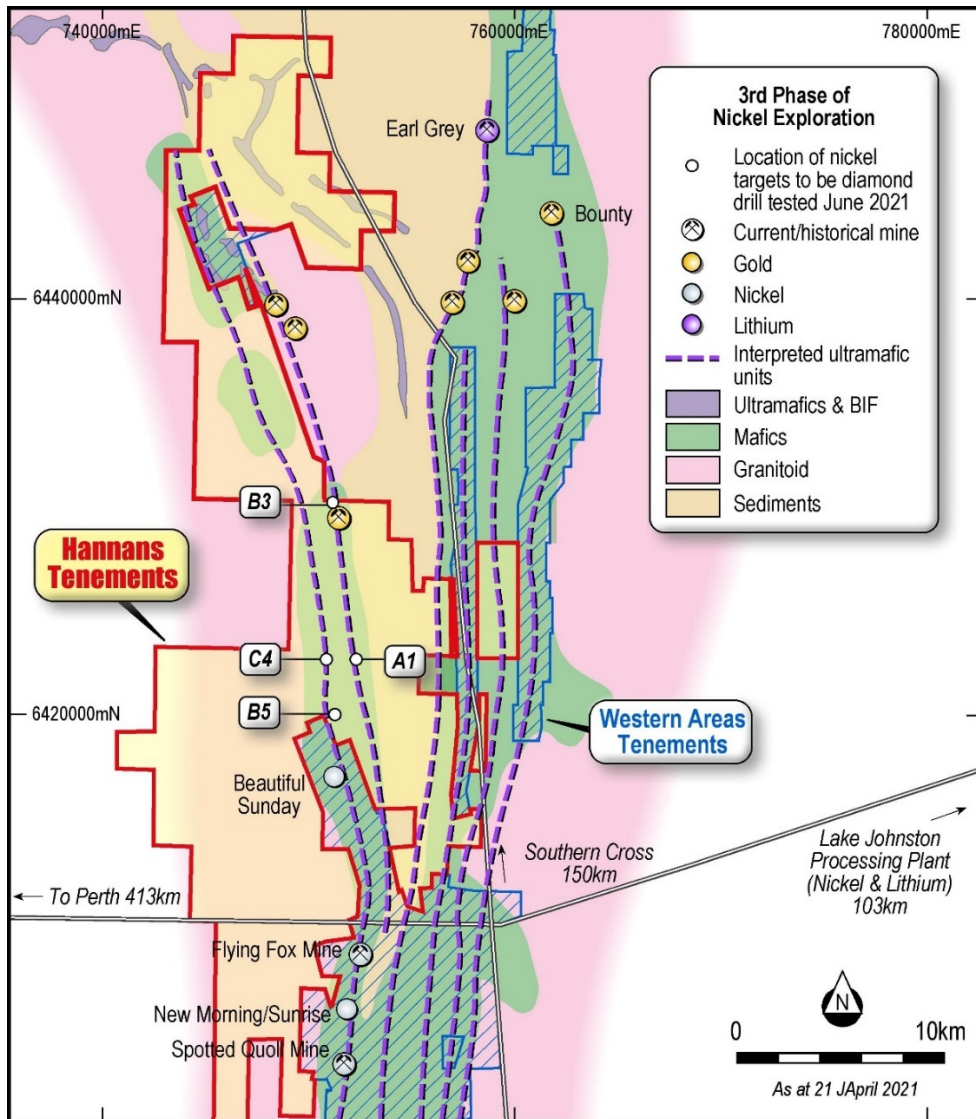 740000mE
760000mE
780000mE
3rd Phase of
Nickel Exploration
Location of nickel
targets to be diamond
drill tested June 2021
Current/historical mine
Gold
Nickel
Lithium
Interpreted ultramafic
units
Ultramafics & BIF
Mafics
Granitoid
Sediments
Earl Grey
Bounty
6440000mN
B3
Hannans
Tenements
C4
A1
B5
6420000mN
Western Areas
Tenements
Beautiful
Sunday
Southern Cross
150km
Lake Johnston
Processing Plant
(Nickel & Lithium)
103km
To Perth 413km
Flying Fox Mine
New Morning/Sunrise
Spotted Quoll Mine
N
0
10km
As at 21 JApril 2021